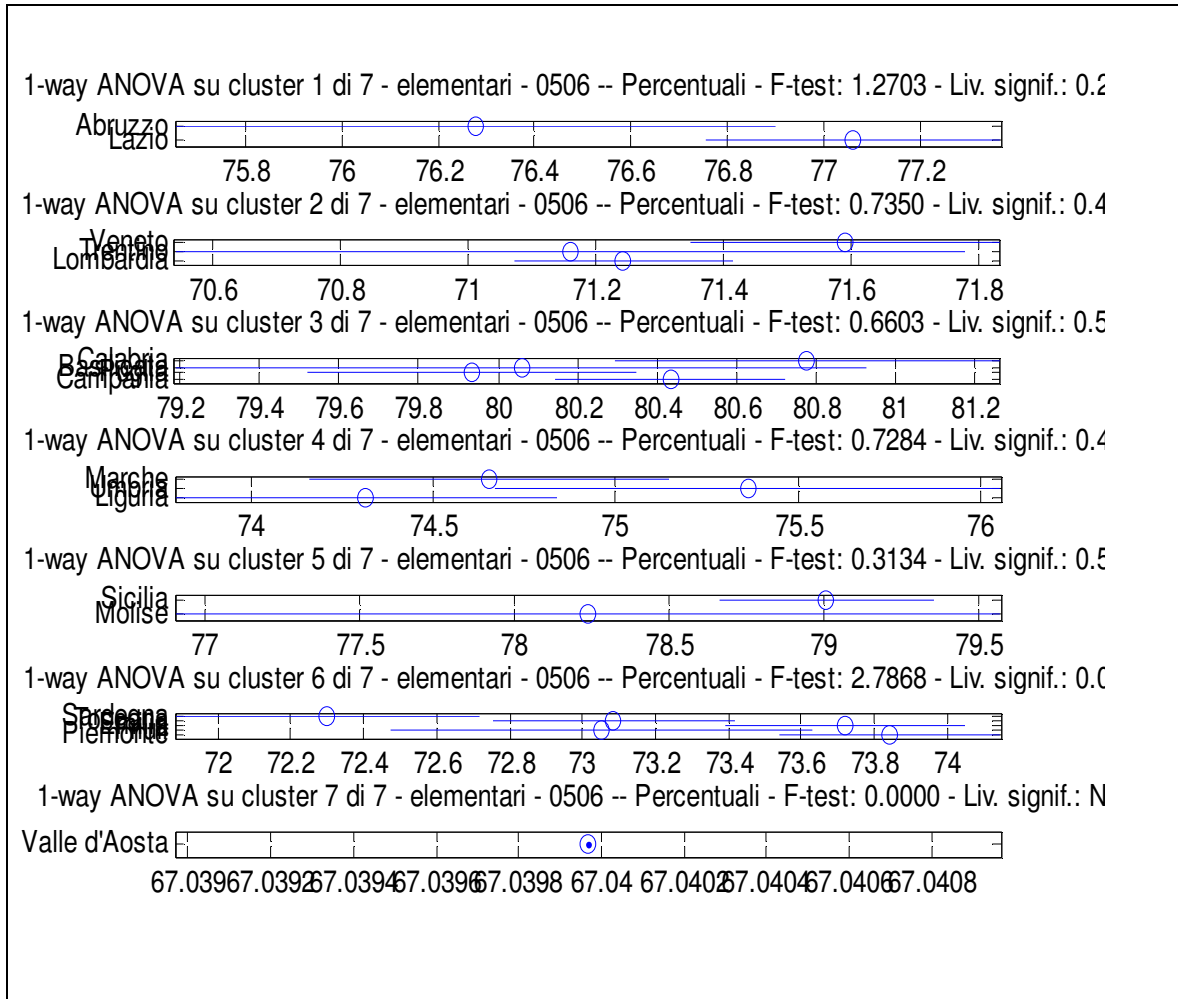 1-way ANOVA su cluster 1 di 7 - elementari - 0506 -- Percentuali - F-test: 1.2703 - Liv. signif.: 0.2
Abruzzo
Lazio
75.8 76 76.2 76.4 76.6 76.8 77 77.2
1-way ANOVA su cluster 2 di 7 - elementari - 0506 -- Percentuali - F-test: 0.7350 - Liv. signif.: 0.4
Veneto
Trentino
Lombardia
70.6 70.8 71 71.2 71.4 71.6 71.8
1-way ANOVA su cluster 3 di 7 - elementari - 0506 -- Percentuali - F-test: 0.6603 - Liv. signif.: 0.5
Calabria
Puglia
Campania
79.2 79.4 79.6 79.8 80 80.2 80.4 80.6 80.8 81 81.2
1-way ANOVA su cluster 4 di 7 - elementari - 0506 -- Percentuali - F-test: 0.7284 - Liv. signif.: 0.4
Marche
Umbria
Liguria
74 74.5 75 75.5 76
1-way ANOVA su cluster 5 di 7 - elementari - 0506 -- Percentuali - F-test: 0.3134 - Liv. signif.: 0.5
Sicilia
Molise
77 77.5 78 78.5 79 79.5
1-way ANOVA su cluster 6 di 7 - elementari - 0506 -- Percentuali - F-test: 2.7868 - Liv. signif.: 0.0
Sardegna
Toscana
Piemonte
72 72.2 72.4 72.6 72.8 73 73.2 73.4 73.6 73.8 74
1-way ANOVA su cluster 7 di 7 - elementari - 0506 -- Percentuali - F-test: 0.0000 - Liv. signif.: N
Valle d'Aosta
67.039 67.0392 67.0394 67.0396 67.0398 67.04 67.0402 67.0404 67.0406 67.0408